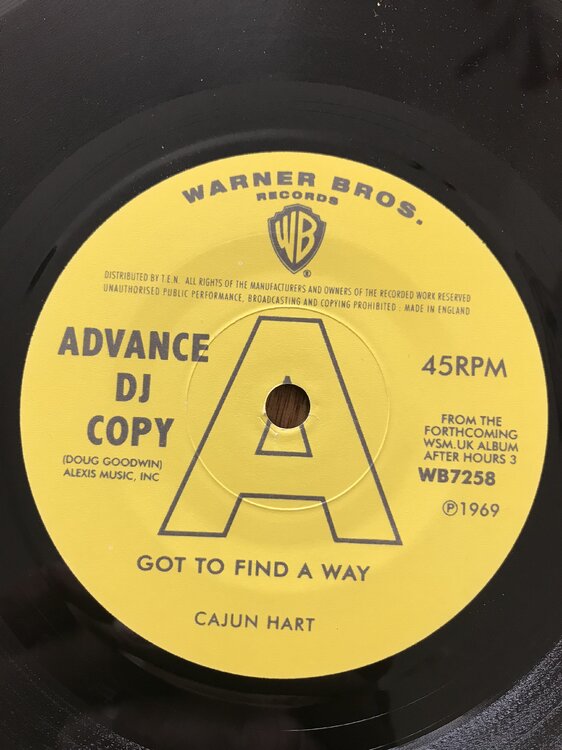 WARNER BROS.
RECORDS
WB
®
DISTRIBUTED BY T.E.N. ALL RIGHTS OF THE MANUFACTURERS AND OWNERS OF THE RECORDED WORK RESERVED
UNAUTHORISED PUBLIC PERFORMANCE, BROADCASTING AND COPYING PROHIBITED · MADE IN ENGLAND
ADVANCE
DJ
COPY
(DOUG GOODWIN)
ALEXIS MUSIC, INC
A
45RPM
FROM THE
FORTHCOMING
WSM.UK ALBUM
AFTER HOURS 3
WB7258
℗1969
GOT TO FIND A WAY
CAJUN HART